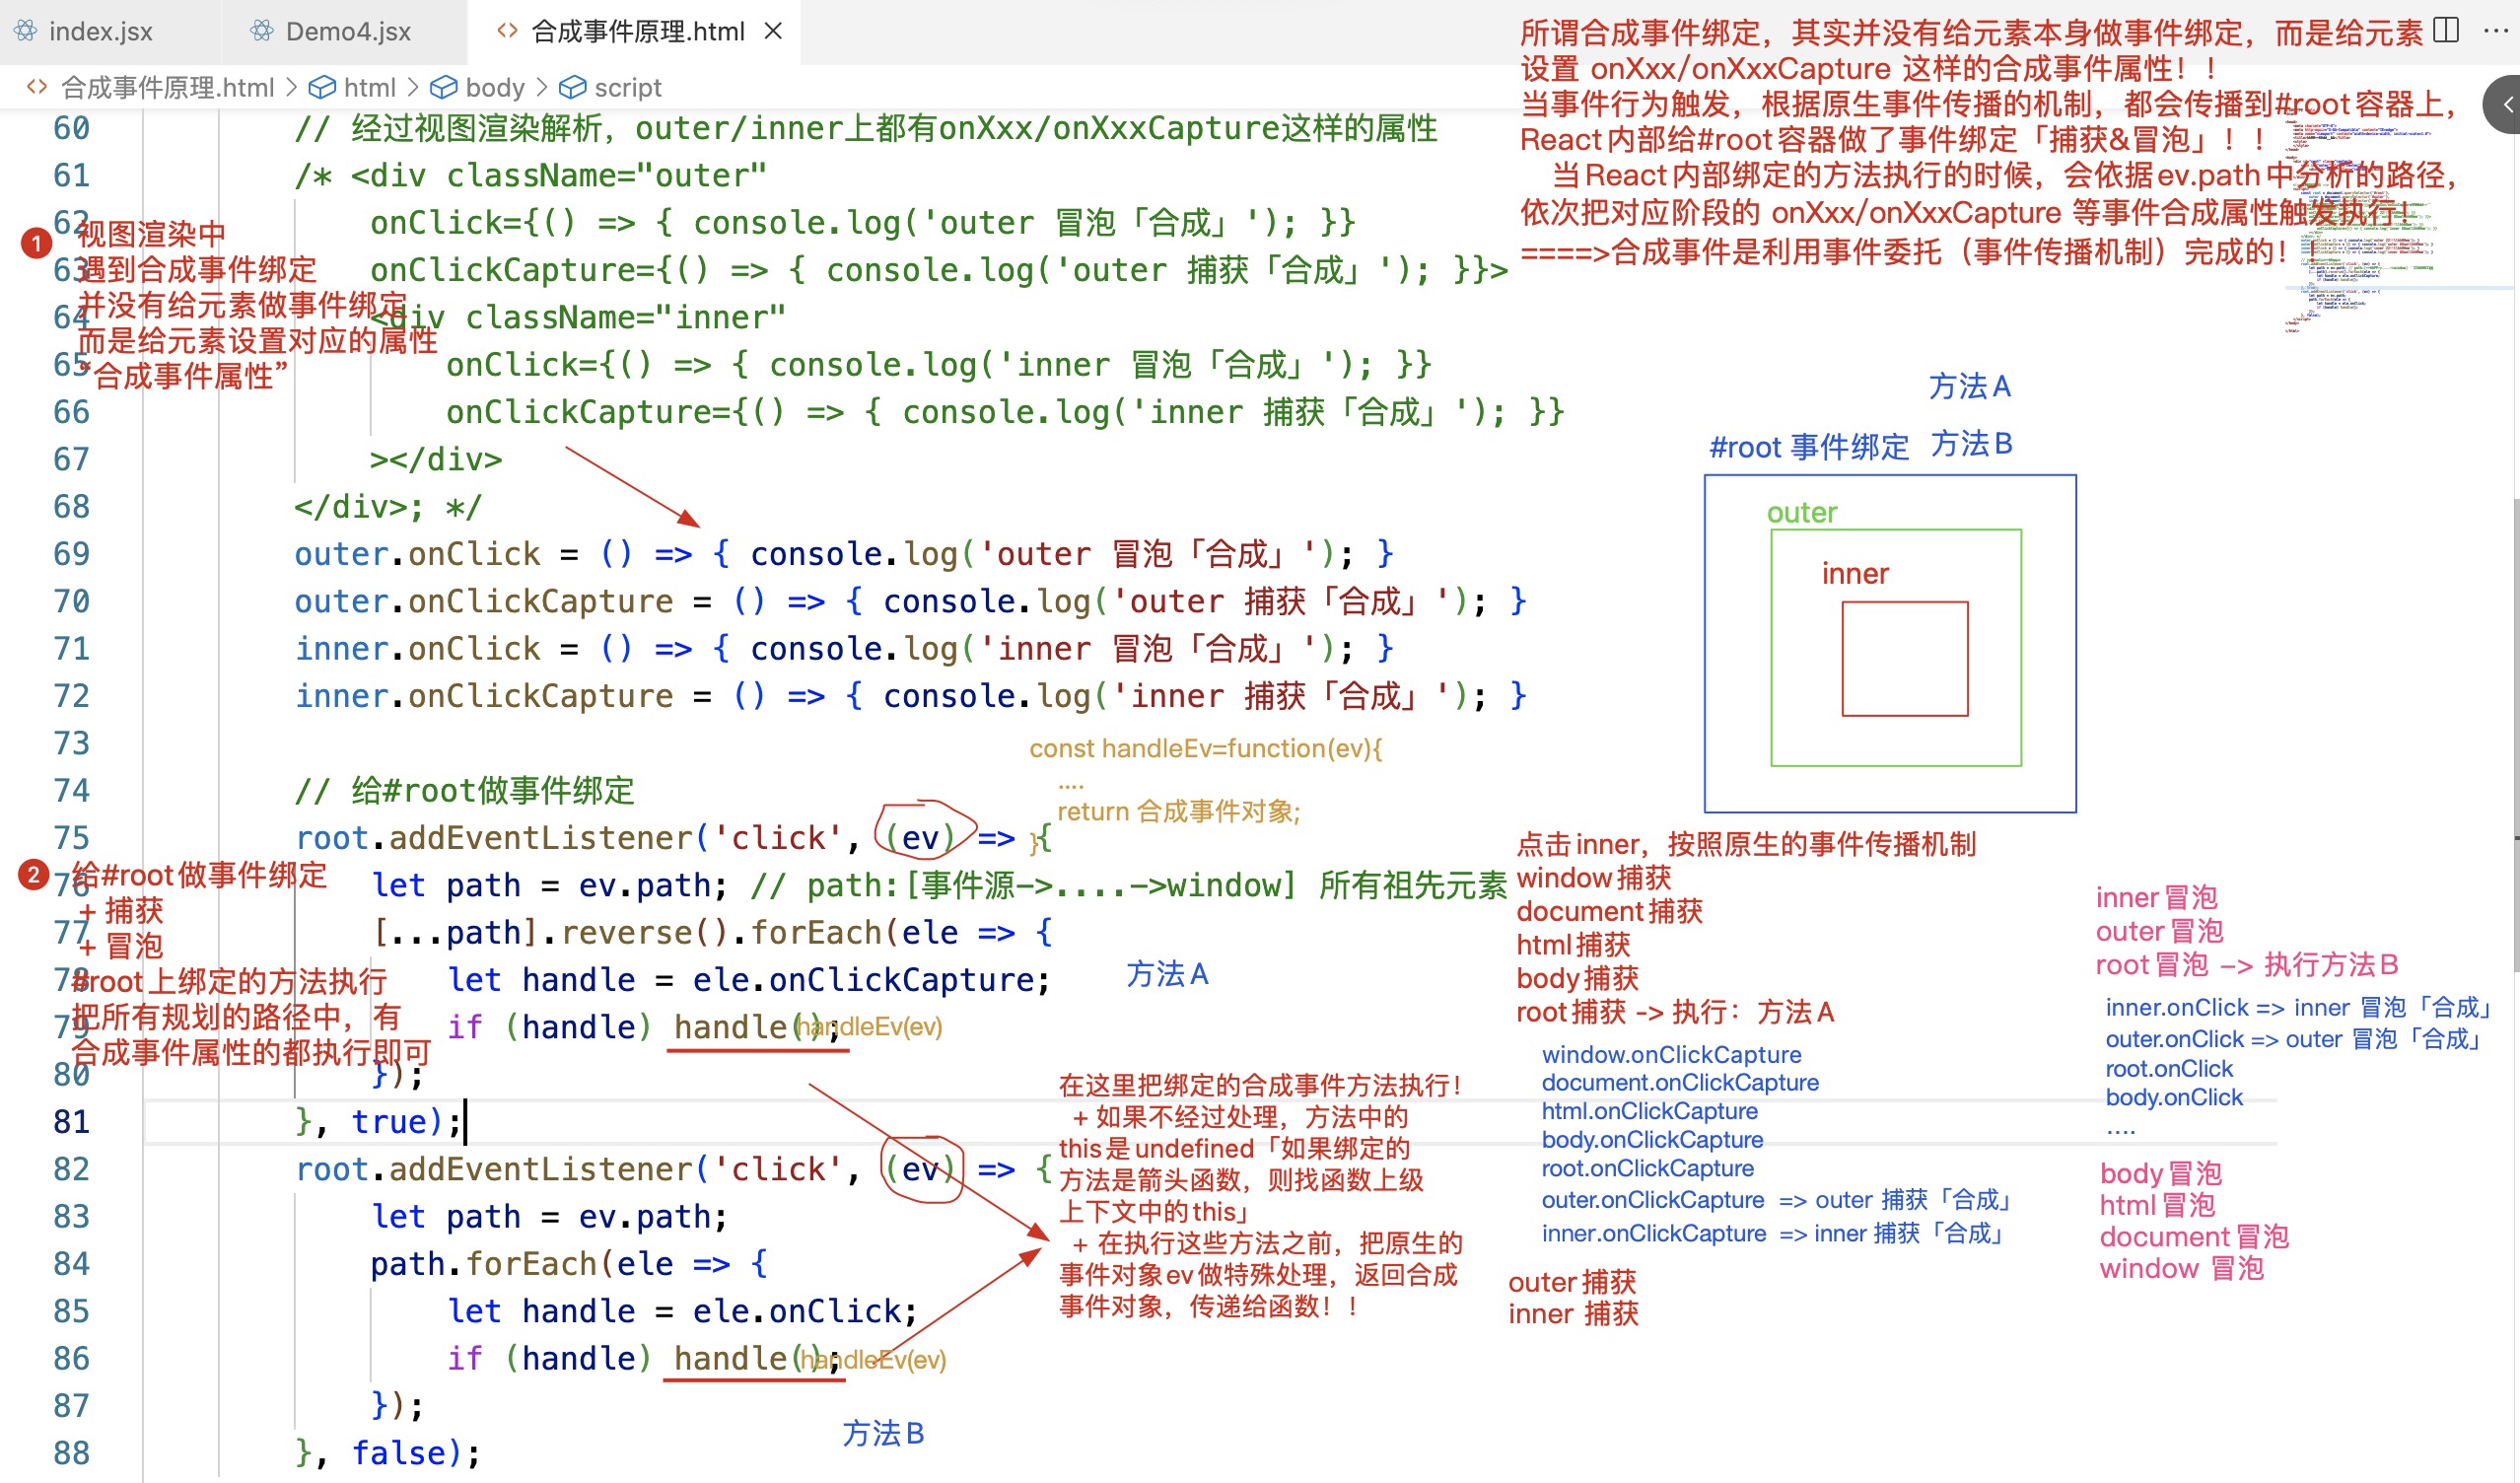 index.jsx
Demo4.jsx
合成事件原理.html
合成事件原理.html > html > body > script
所谓合成事件绑定，其实并没有给元素本身做事件绑定，而是给元素
设置 onXxx/onXxxCapture 这样的合成事件属性！！
当事件行为触发，根据原生事件传播的机制，都会传播到#root容器上，
React内部给#root容器做了事件绑定「捕获&冒泡」！！
当React内部绑定的方法执行的时候，会依据ev.path中分析的路径，
依次把对应阶段的 onXxx/onXxxCapture 等事件合成属性触发执行！
====>合成事件是利用事件委托（事件传播机制）完成的！
60 // 经过视图渲染解析，outer/inner上都有onXxx/onXxxCapture这样的属性
61 /* <div className="outer"
62 onClick={() => { console.log('outer 冒泡「合成」'); }}
63 onClickCapture={() => { console.log('outer 捕获「合成」'); }}>
64 <div className="inner"
65 onClick={() => { console.log('inner 冒泡「合成」'); }}
66 onClickCapture={() => { console.log('inner 捕获「合成」'); }}
67 ></div>
68 </div>; */
69 outer.onClick = () => { console.log('outer 冒泡「合成」'); }
70 outer.onClickCapture = () => { console.log('outer 捕获「合成」'); }
71 inner.onClick = () => { console.log('inner 冒泡「合成」'); }
72 inner.onClickCapture = () => { console.log('inner 捕获「合成」'); }
73
74 // 给#root做事件绑定
75 root.addEventListener('click', (ev) => {
76 let path = ev.path; // path:[事件源->....->window] 所有祖先元素
77 [...path].reverse().forEach(ele => {
78 let handle = ele.onClickCapture;
79 if (handle) handle();
80 });
81 }, true);
82 root.addEventListener('click', (ev) => {
83 let path = ev.path;
84 path.forEach(ele => {
85 let handle = ele.onClick;
86 if (handle) handle();
87 });
88 }, false);
1
视图渲染中
遇到合成事件绑定
并没有给元素做事件绑定
而是给元素设置对应的属性
“合成事件属性”
2
给#root做事件绑定
+ 捕获
+ 冒泡
#root上绑定的方法执行
把所有规划的路径中，有
合成事件属性的都执行即可
const handleEv=function(ev){
....
return 合成事件对象;
}
方法A
handleEv(ev)
handleEv(ev)
方法B
在这里把绑定的合成事件方法执行！
+ 如果不经过处理，方法中的
this是undefined「如果绑定的
方法是箭头函数，则找函数上级
上下文中的this」
+ 在执行这些方法之前，把原生的
事件对象ev做特殊处理，返回合成
事件对象，传递给函数！！
方法A
#root 事件绑定 方法B
outer
inner
点击inner，按照原生的事件传播机制
window捕获
document捕获
html捕获
body捕获
root捕获 -> 执行：方法A
window.onClickCapture
document.onClickCapture
html.onClickCapture
body.onClickCapture
root.onClickCapture
outer.onClickCapture => outer 捕获「合成」
inner.onClickCapture => inner 捕获「合成」
outer捕获
inner 捕获
inner冒泡
outer冒泡
root冒泡 -> 执行方法B
inner.onClick => inner 冒泡「合成」
outer.onClick => outer 冒泡「合成」
root.onClick
body.onClick
....
body冒泡
html冒泡
document冒泡
window 冒泡